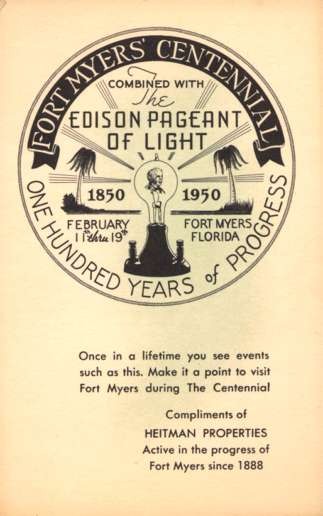 FORT MYERS' CENTENNIAL
COMBINED WITH
The
EDISON PAGEANT
OF LIGHT
1850 1950
FEBRUARY
11th thru 19th
FORT MYERS,
FLORIDA
ONE HUNDRED YEARS of PROGRESS
Once in a lifetime you see events
such as this. Make it a point to visit
Fort Myers during The Centennial
Compliments of
HEITMAN PROPERTIES
Active in the progress of
Fort Myers since 1888